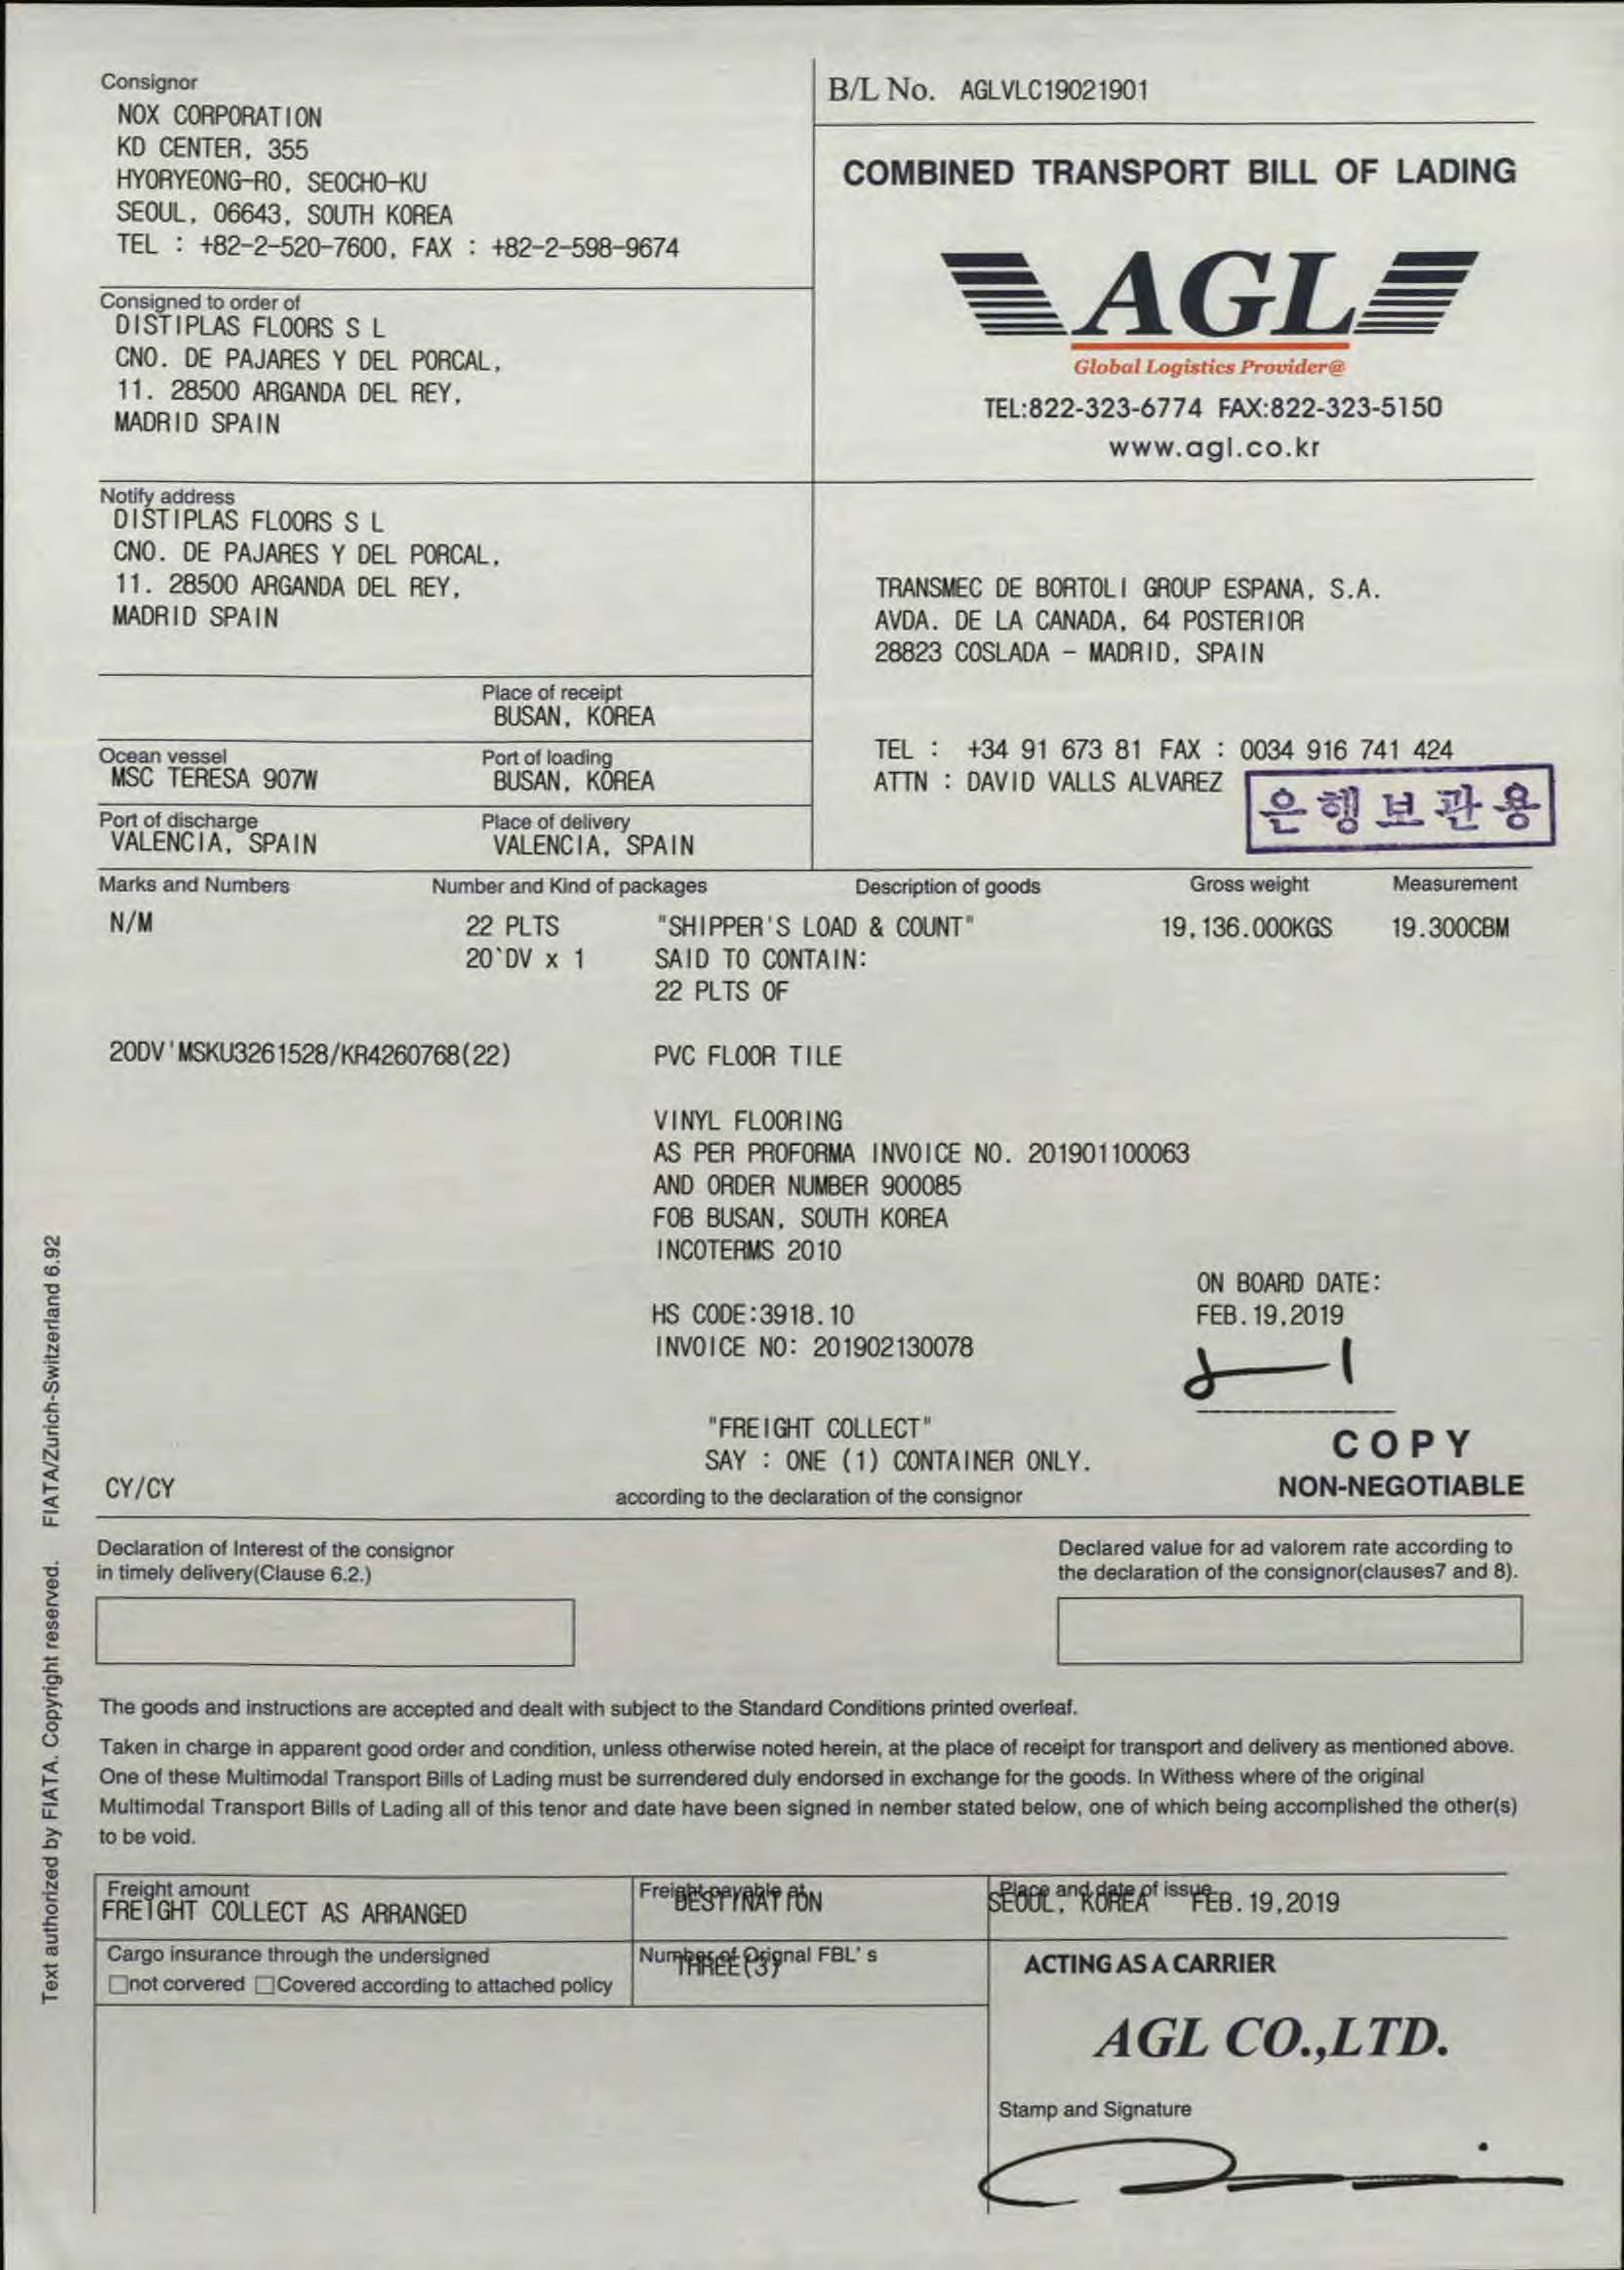 Consignor
NOX CORPORATION
KD CENTER, 355
HYORYEONG-RO, SEOCHO-KU
SEOUL, 06643, SOUTH KOREA
TEL : +82-2-520-7600, FAX : +82-2-598-9674
B/L No. AGLVLC19021901
COMBINED TRANSPORT BILL OF LADING
AGL
Global Logistics Provider@
TEL:822-323-6774 FAX:822-323-5150
www.agl.co.kr
Consigned to order of
DISTIPLAS FLOORS S L
CNO. DE PAJARES Y DEL PORCAL,
11. 28500 ARGANDA DEL REY,
MADRID SPAIN
Notify address
DISTIPLAS FLOORS S L
CNO. DE PAJARES Y DEL PORCAL,
11. 28500 ARGANDA DEL REY,
MADRID SPAIN
TRANSMEC DE BORTOLI GROUP ESPANA, S.A.
AVDA. DE LA CANADA, 64 POSTERIOR
28823 COSLADA - MADRID, SPAIN
TEL : +34 91 673 81 FAX : 0034 916 741 424
ATTN : DAVID VALLS ALVAREZ
은행보관용
Place of receipt
BUSAN, KOREA
Ocean vessel
MSC TERESA 907W
Port of loading
BUSAN, KOREA
Port of discharge
VALENCIA, SPAIN
Place of delivery
VALENCIA, SPAIN
Marks and Numbers Number and Kind of packages Description of goods Gross weight Measurement
N/M 22 PLTS "SHIPPER'S LOAD & COUNT" 19,136.000KGS 19.300CBM
20`DV x 1 SAID TO CONTAIN:
22 PLTS OF
20DV'MSKU3261528/KR4260768(22) PVC FLOOR TILE
VINYL FLOORING
AS PER PROFORMA INVOICE NO. 201901100063
AND ORDER NUMBER 900085
FOB BUSAN, SOUTH KOREA
INCOTERMS 2010
ON BOARD DATE:
HS CODE:3918.10 FEB.19,2019
INVOICE NO: 201902130078
"FREIGHT COLLECT"
SAY : ONE (1) CONTAINER ONLY.
COPY
NON-NEGOTIABLE
CY/CY
according to the declaration of the consignor
Declaration of Interest of the consignor
in timely delivery(Clause 6.2.)
Declared value for ad valorem rate according to
the declaration of the consignor(clauses7 and 8).
The goods and instructions are accepted and dealt with subject to the Standard Conditions printed overleaf.
Taken in charge in apparent good order and condition, unless otherwise noted herein, at the place of receipt for transport and delivery as mentioned above.
One of these Multimodal Transport Bills of Lading must be surrendered duly endorsed in exchange for the goods. In Withess where of the original
Multimodal Transport Bills of Lading all of this tenor and date have been signed in nember stated below, one of which being accomplished the other(s)
to be void.
Freight amount
FREIGHT COLLECT AS ARRANGED
Freight payable at
DESTINATION
Place and date of issue
SEOUL, KOREA FEB.19,2019
Cargo insurance through the undersigned
not corvered Covered according to attached policy
Number of Orignal FBL' s
THREE(3)
ACTING AS A CARRIER
AGL CO.,LTD.
Stamp and Signature
Text authorized by FIATA. Copyright reserved. FIATA/Zurich-Switzerland 6.92